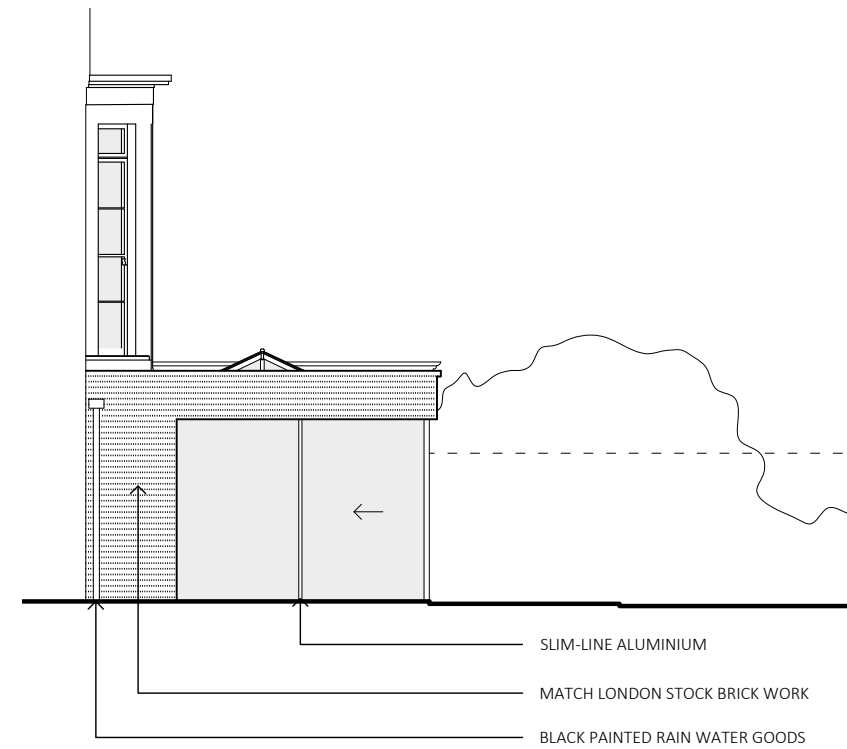 SLIM-LINE ALUMINIUM
MATCH LONDON STOCK BRICK WORK
BLACK PAINTED RAIN WATER GOODS